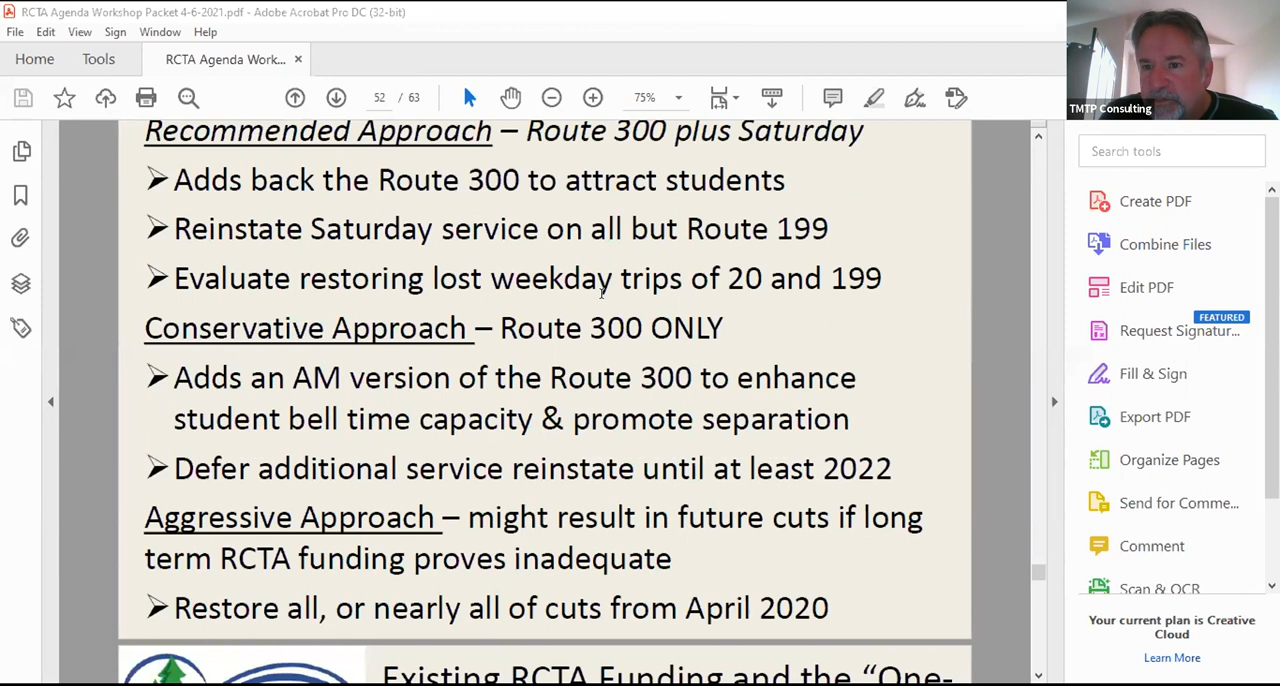 RCTA Agenda Workshop Packet 4-6-2021.pdf - Adobe Acrobat Pro DC (32-bit)
File Edit View Sign Window Help
Home Tools RCTA Agenda Work... ×
52 / 63 75%
TMTP Consulting
Recommended Approach – Route 300 plus Saturday
➢ Adds back the Route 300 to attract students
➢ Reinstate Saturday service on all but Route 199
➢ Evaluate restoring lost weekday trips of 20 and 199
Conservative Approach – Route 300 ONLY
➢ Adds an AM version of the Route 300 to enhance
student bell time capacity & promote separation
➢ Defer additional service reinstate until at least 2022
Aggressive Approach – might result in future cuts if long
term RCTA funding proves inadequate
➢ Restore all, or nearly all of cuts from April 2020
Existing RCTA Funding and the “One-
Search tools
Create PDF
Combine Files
Edit PDF
FEATURED
Request Signatur...
Fill & Sign
Export PDF
Organize Pages
Send for Comme...
Comment
Scan & OCR
Your current plan is Creative
Cloud
Learn More